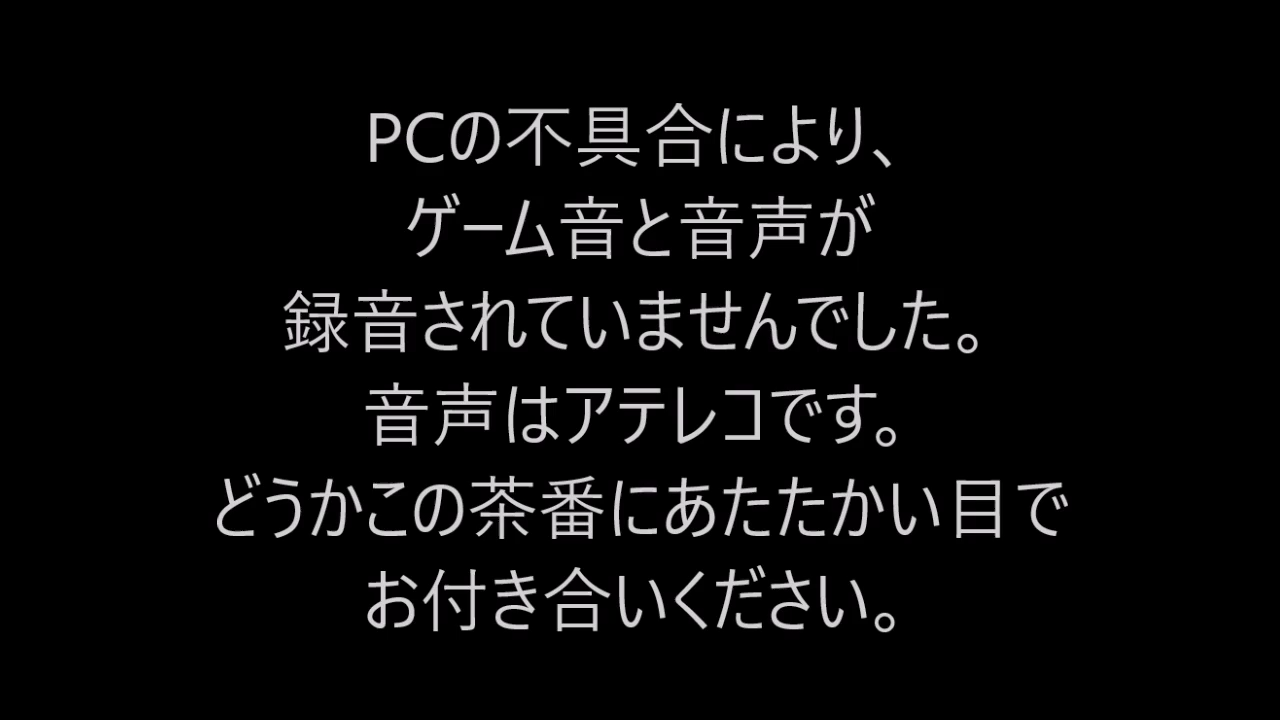 PCの不具合により、
ゲーム音と音声が
録音されていませんでした。
音声はアテレコです。
どうかこの茶番にあたたかい目で
お付き合いください。